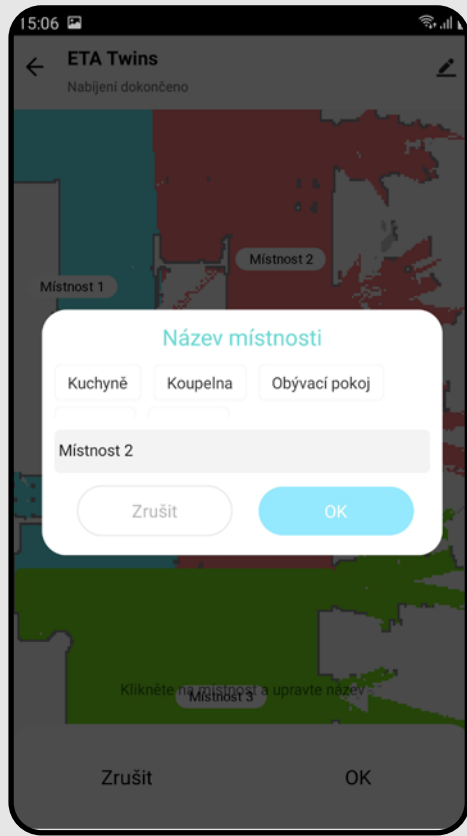 15:06
ETA Twins
Nabíjení dokončeno
Místnost 2
Místnost 1
Název místnosti
Kuchyně Koupelna Obývací pokoj
Místnost 2
Zrušit OK
Klikněte na místnost a upravte název
Místnost 3
Zrušit OK